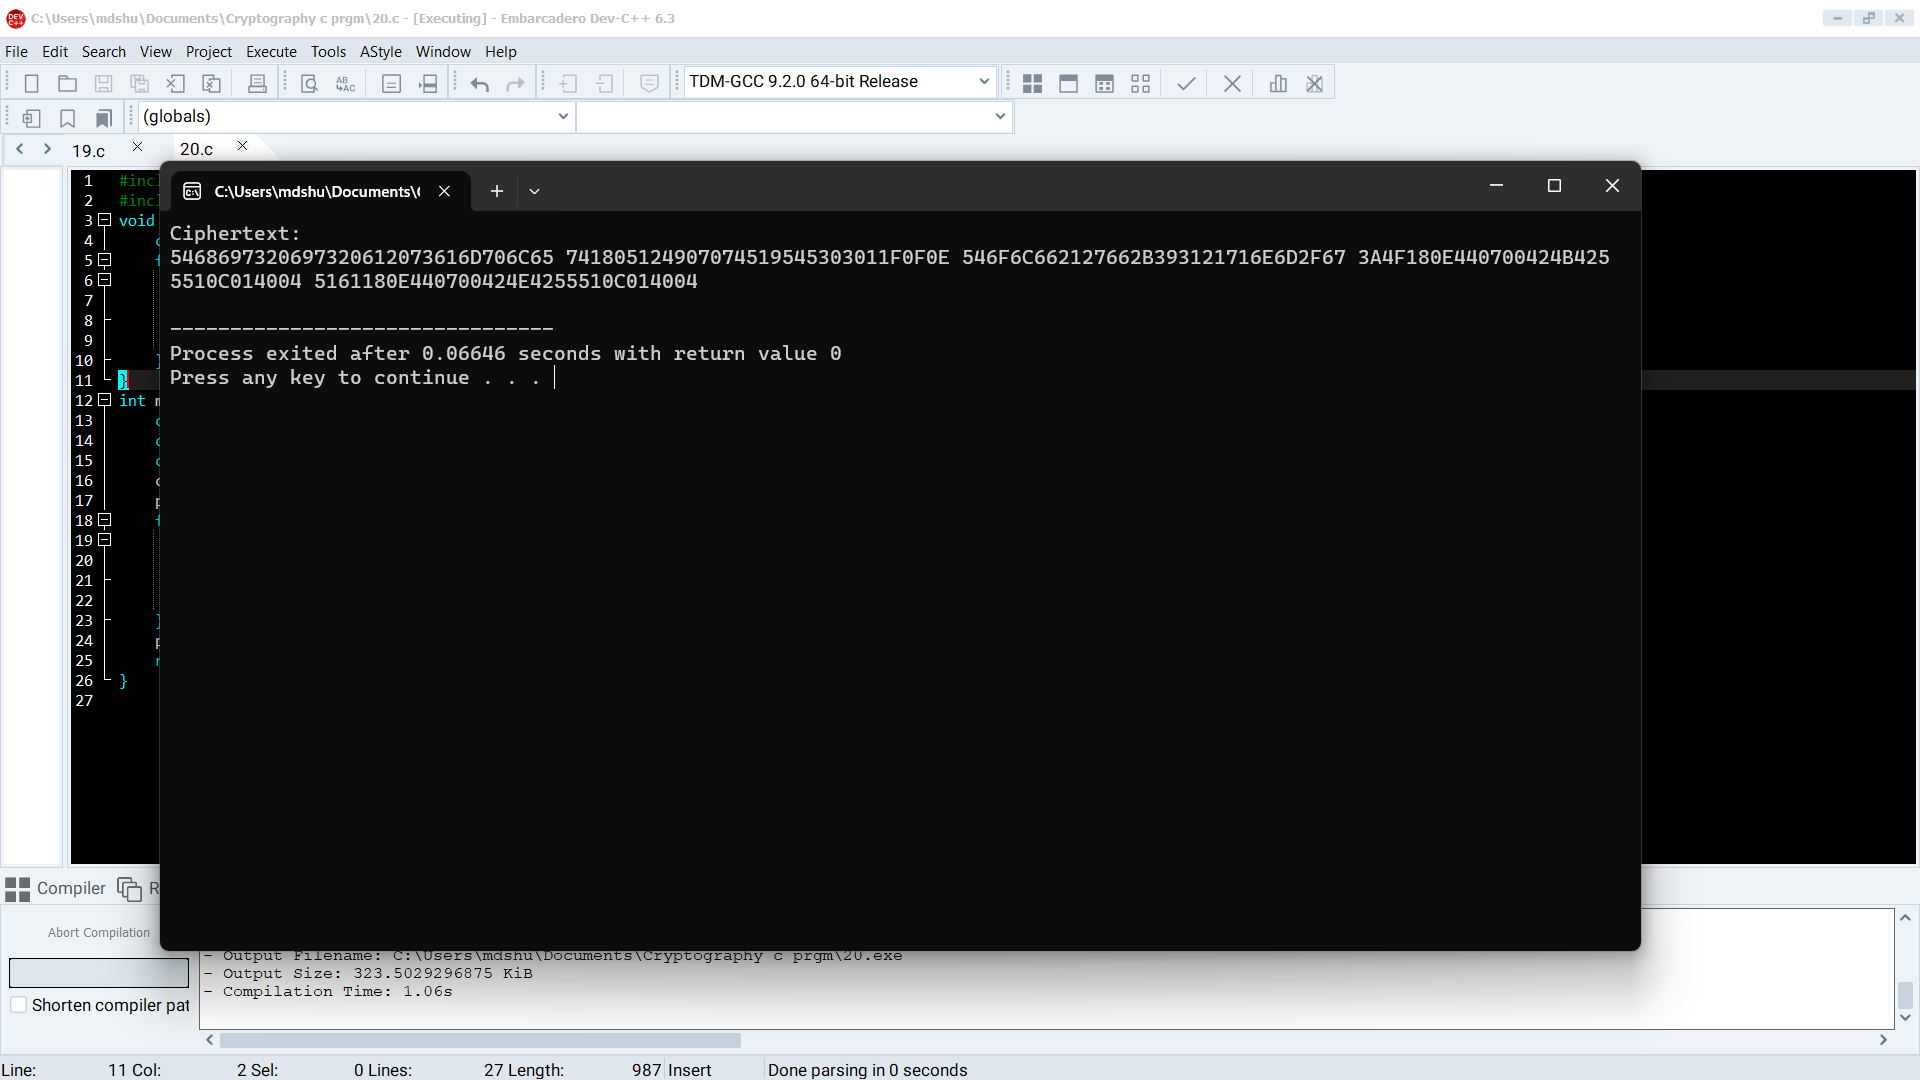 C:\Users\mdshu\Documents\Cryptography c prgm\20.c - [Executing] - Embarcadero Dev-C++ 6.3
File Edit Search View Project Execute Tools AStyle Window Help
TDM-GCC 9.2.0 64-bit Release
(globals)
19.c 20.c
C:\Users\mdshu\Documents\(
Ciphertext:
5468697320697320612073616D706C65 741805124907074519545303011F0F0E 546F6C662127662B393121716E6D2F67 3A4F180E440700424B425
5510C014004 5161180E440700424E4255510C014004
--------------------------------
Process exited after 0.06646 seconds with return value 0
Press any key to continue . . .
1 #incl
2 #incl
3 void
4
5
6
7
8
9
10 }
11 }
12 int m
13
14
15
16
17
18
19
20
21
22
23 }
24
25
26 }
27
Compiler R
Abort Compilation
Shorten compiler pat
- Output Filename: C:\Users\mdshu\Documents\Cryptography c prgm\20.exe
- Output Size: 323.5029296875 KiB
- Compilation Time: 1.06s
Line: 11 Col: 2 Sel: 0 Lines: 27 Length: 987 Insert Done parsing in 0 seconds